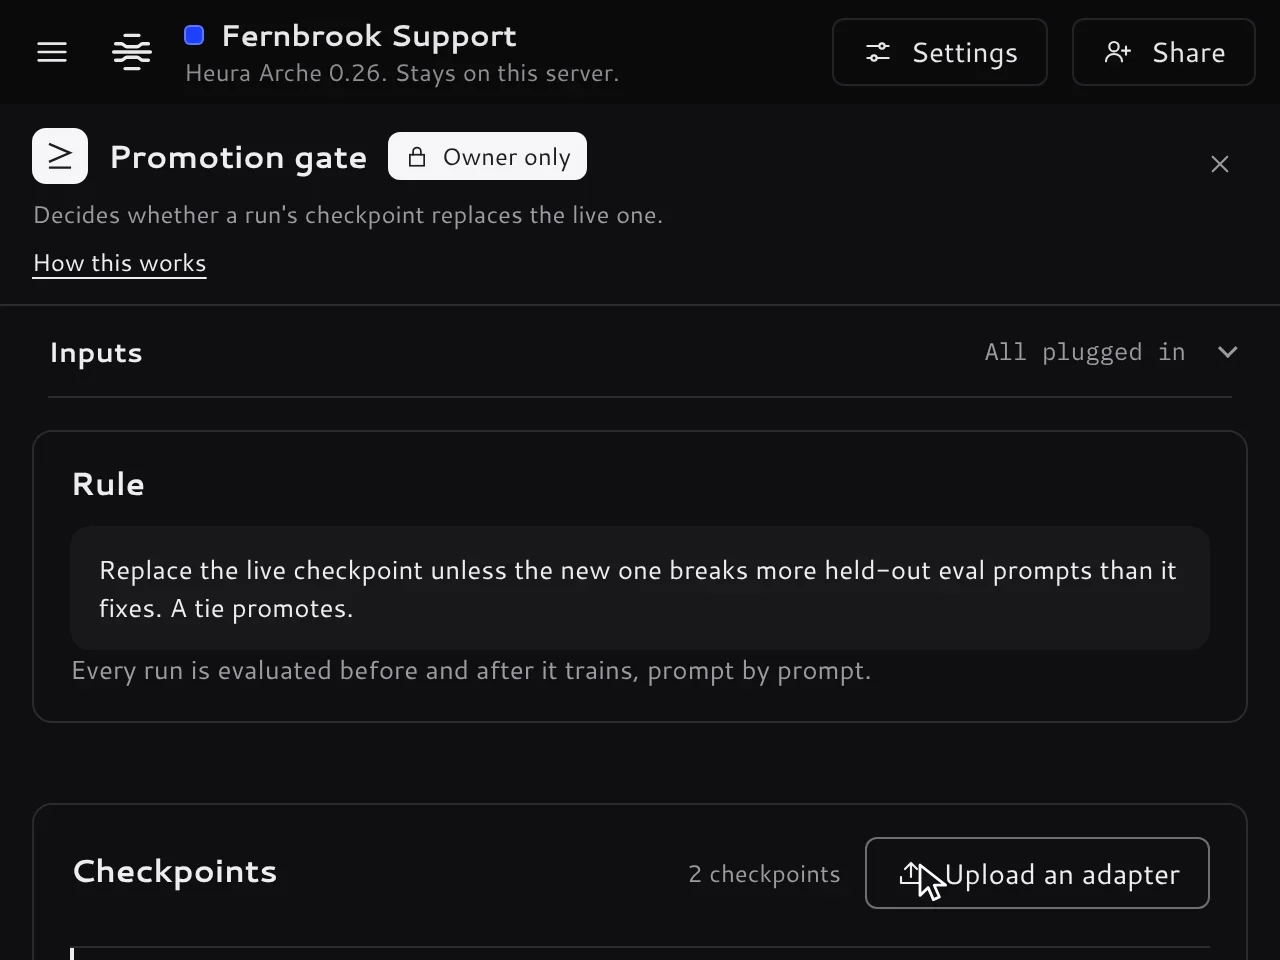 Fernbrook Support
Heura Arche 0.26. Stays on this server.
Settings
Share
Promotion gate
Owner only
Decides whether a run's checkpoint replaces the live one.
How this works
Inputs
All plugged in
Rule
Replace the live checkpoint unless the new one breaks more held-out eval prompts than it
fixes. A tie promotes.
Every run is evaluated before and after it trains, prompt by prompt.
Checkpoints
2 checkpoints
Upload an adapter